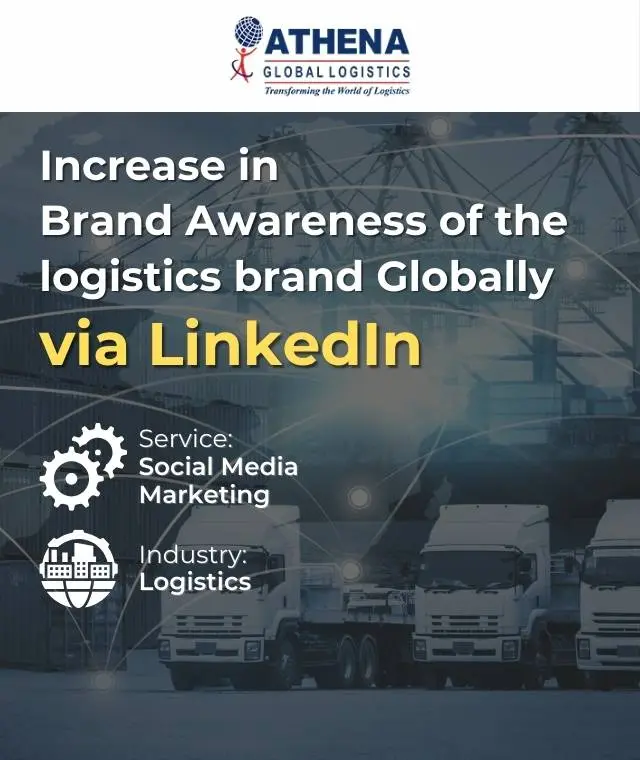 ATHENA
GLOBAL LOGISTICS
Transforming the World of Logistics
Increase in
Brand Awareness of the
logistics brand Globally
via LinkedIn
Service:
Social Media
Marketing
Industry:
Logistics